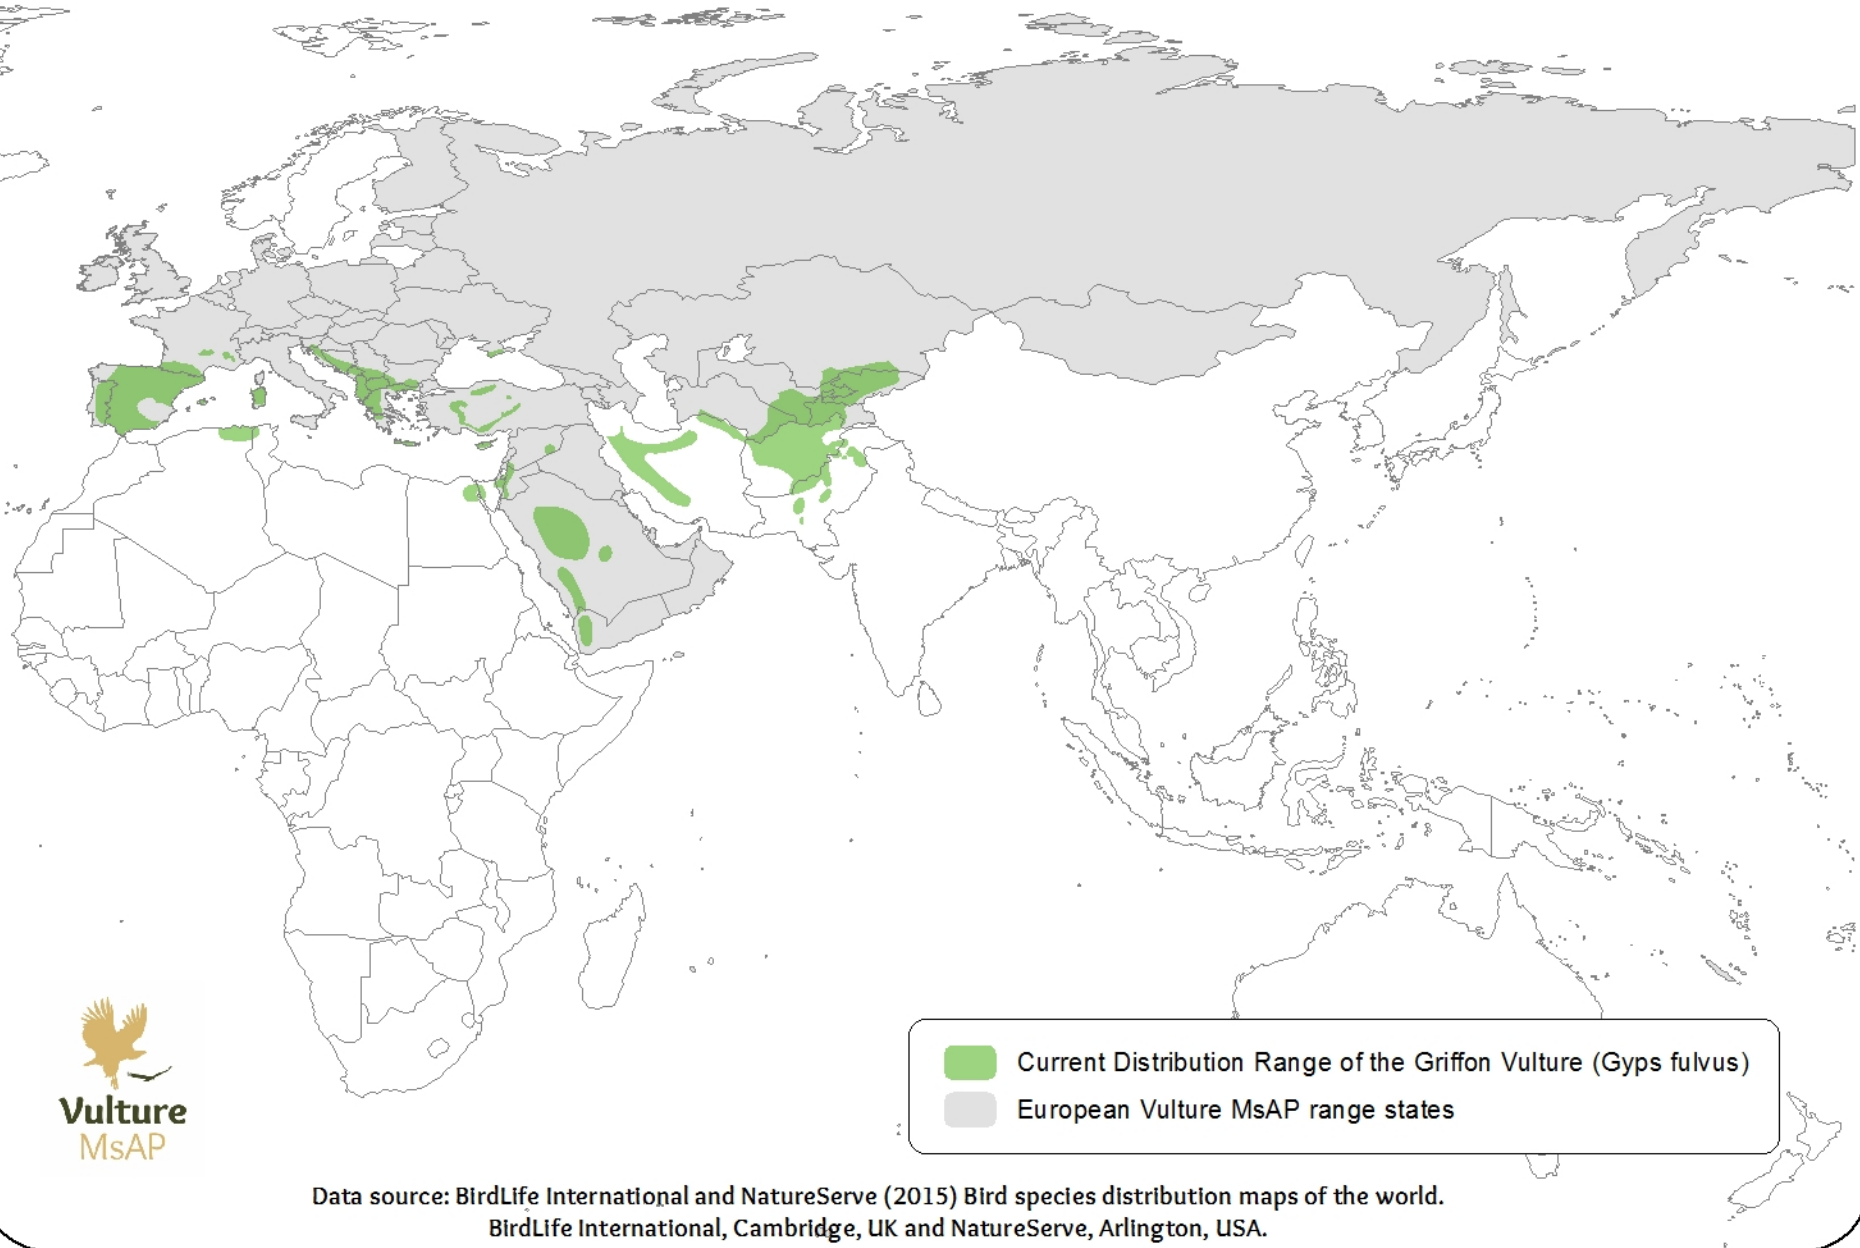 Current Distribution Range of the Griffon Vulture (Gyps fulvus)
European Vulture MsAP range states
Vulture
MsAP
Data source: BirdLife International and NatureServe (2015) Bird species distribution maps of the world.
BirdLife International, Cambridge, UK and NatureServe, Arlington, USA.